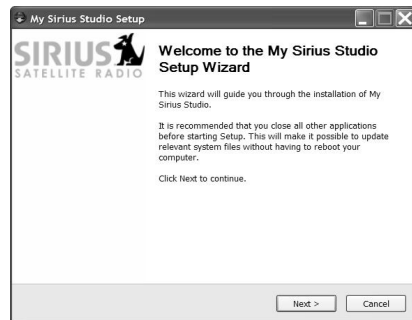 My Sirius Studio Setup
SIRIUS
SATELLITE RADIO
Welcome to the My Sirius Studio
Setup Wizard
This wizard will guide you through the installation of My
Sirius Studio.
It is recommended that you close all other applications
before starting Setup. This will make it possible to update
relevant system files without having to reboot your
computer.
Click Next to continue.
Next >
Cancel